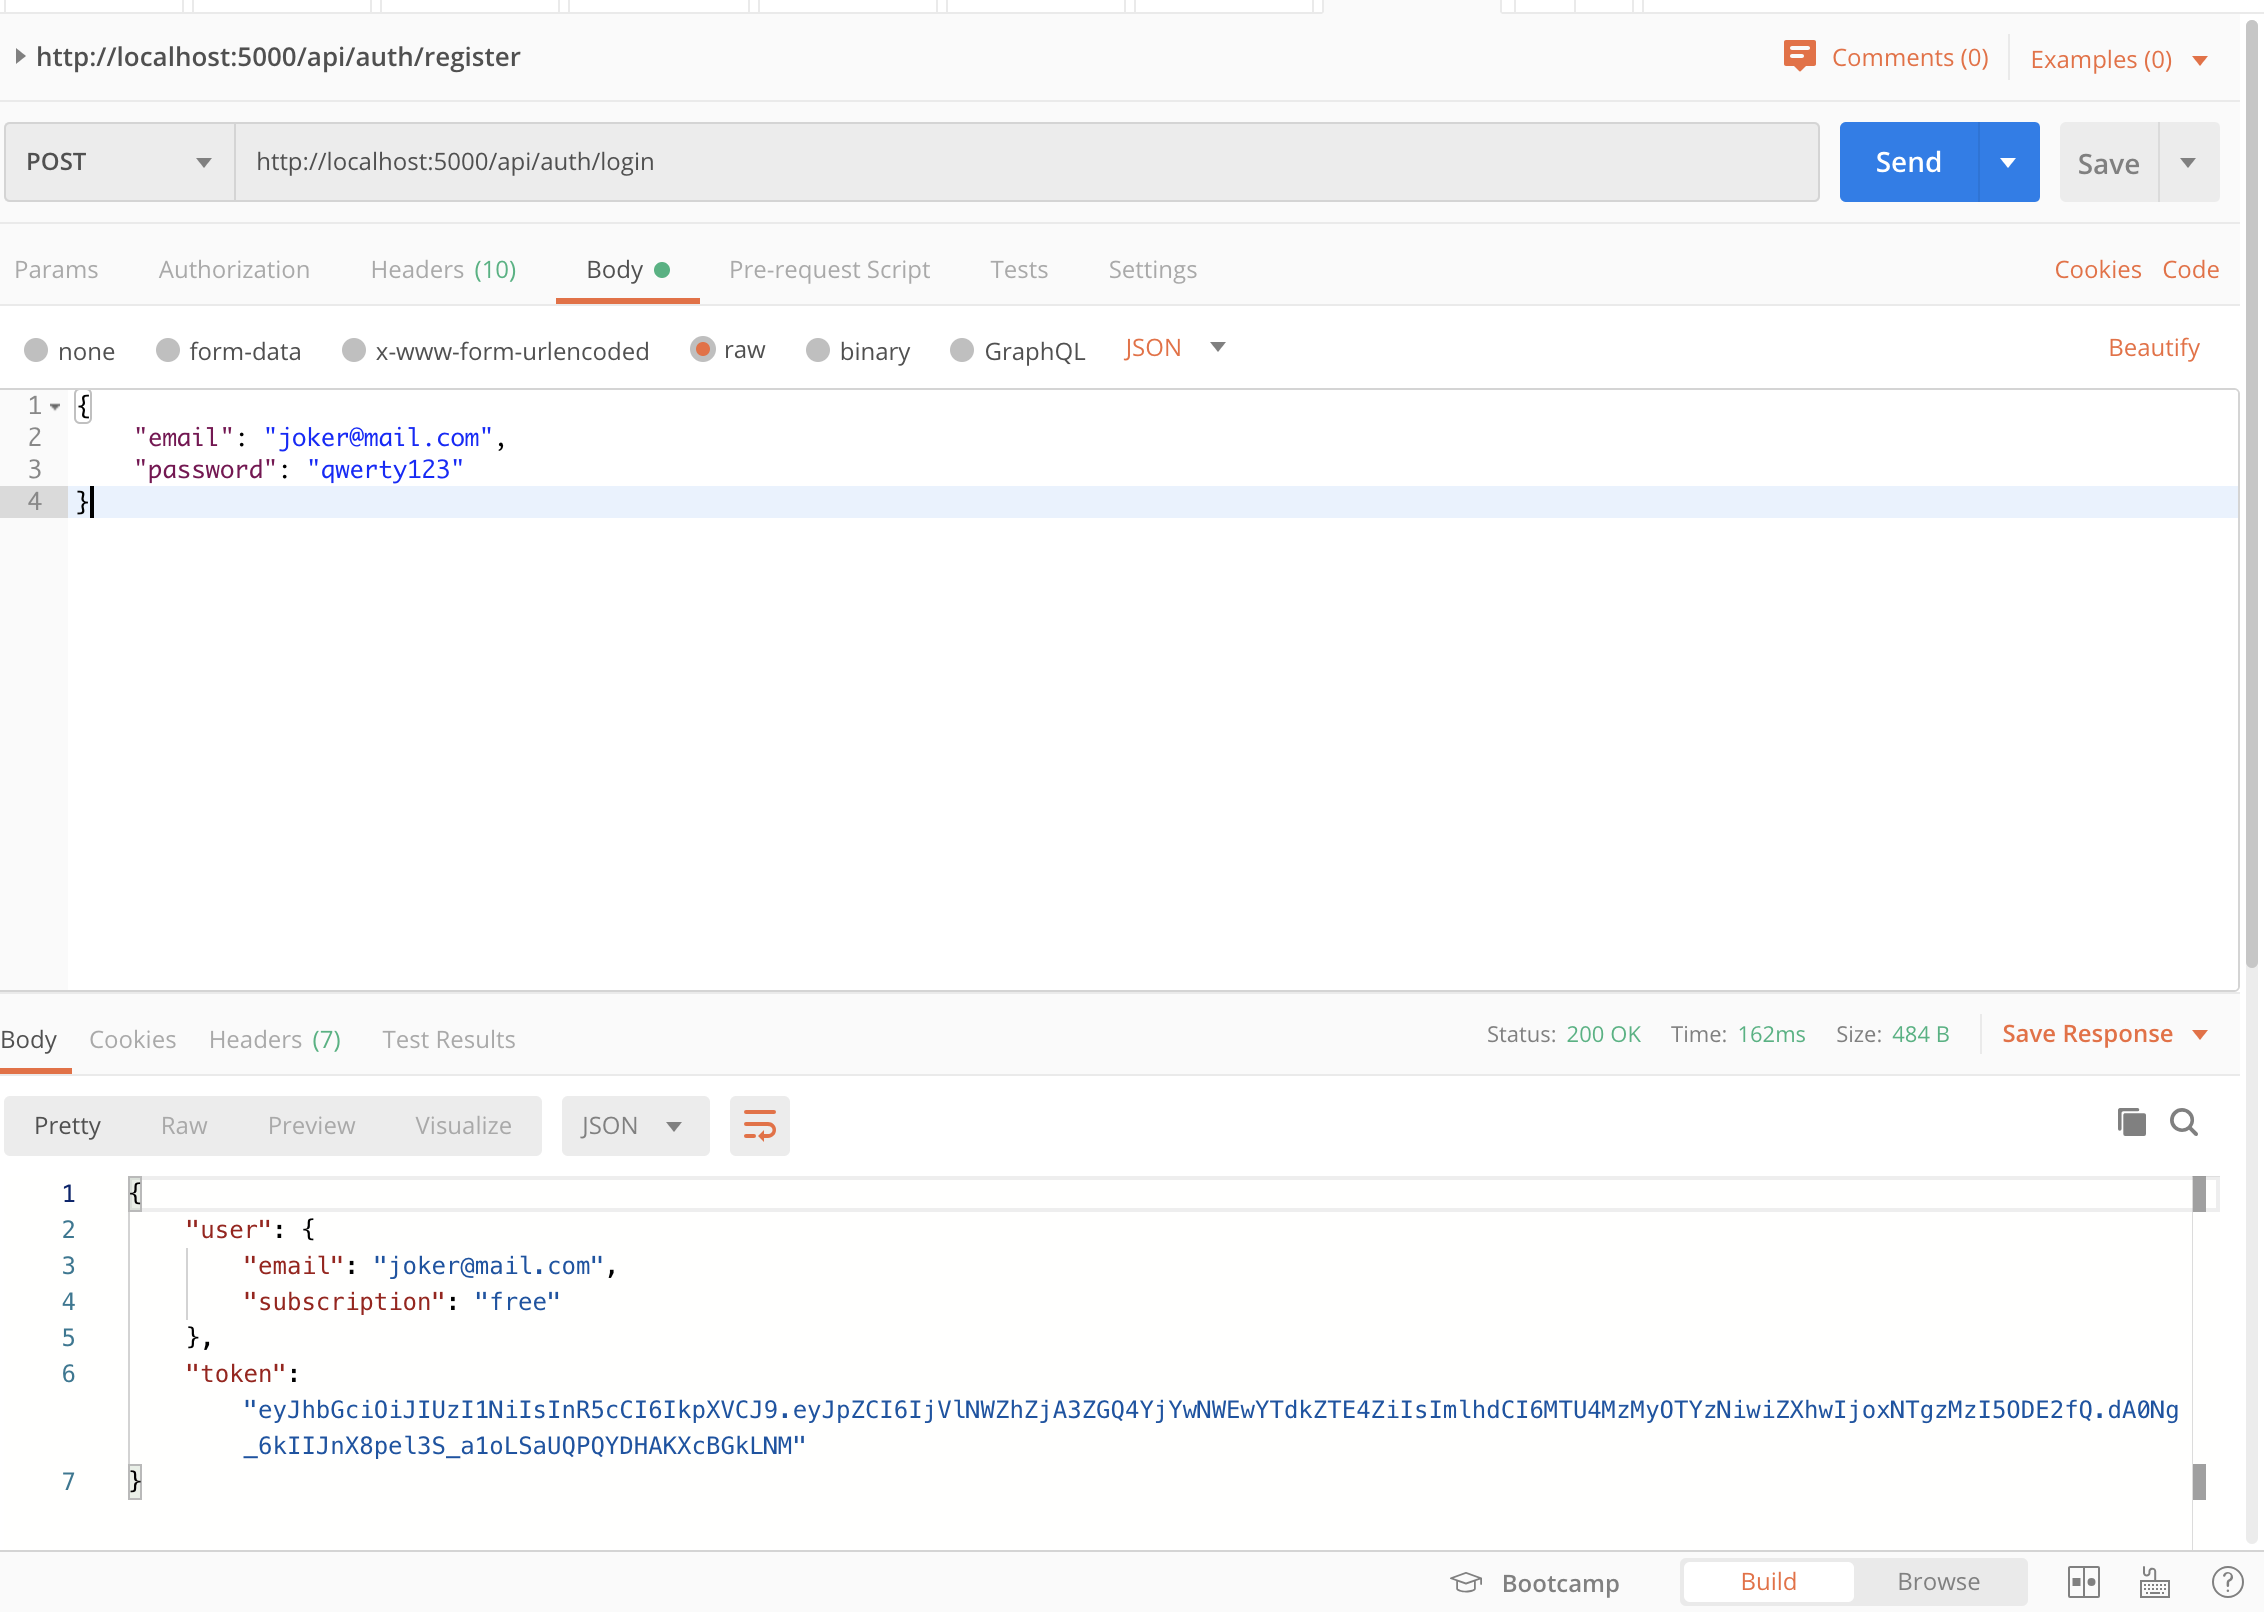 http://localhost:5000/api/auth/register
Comments (0) Examples (0)
POST http://localhost:5000/api/auth/login Send Save
Params Authorization Headers (10) Body Pre-request Script Tests Settings Cookies Code
none form-data x-www-form-urlencoded raw binary GraphQL JSON Beautify
1 {
2 "email": "joker@mail.com",
3 "password": "qwerty123"
4 }
Body Cookies Headers (7) Test Results Status: 200 OK Time: 162ms Size: 484 B Save Response
Pretty Raw Preview Visualize JSON
1 {
2 "user": {
3 "email": "joker@mail.com",
4 "subscription": "free"
5 },
6 "token":
"eyJhbGciOiJIUzI1NiIsInR5cCI6IkpXVCJ9.eyJpZCI6IjVlNWZhZjA3ZGQ4YjYwNWEwYTdkZTE4ZiIsImlhdCI6MTU4MzMyOTYzNiwiZXhwIjoxNTgzMzI5ODE2fQ.dA0Ng
_6kIIJnX8pel3S_a1oLSaUQPQYDHAKXcBGkLNM"
7 }
Bootcamp Build Browse